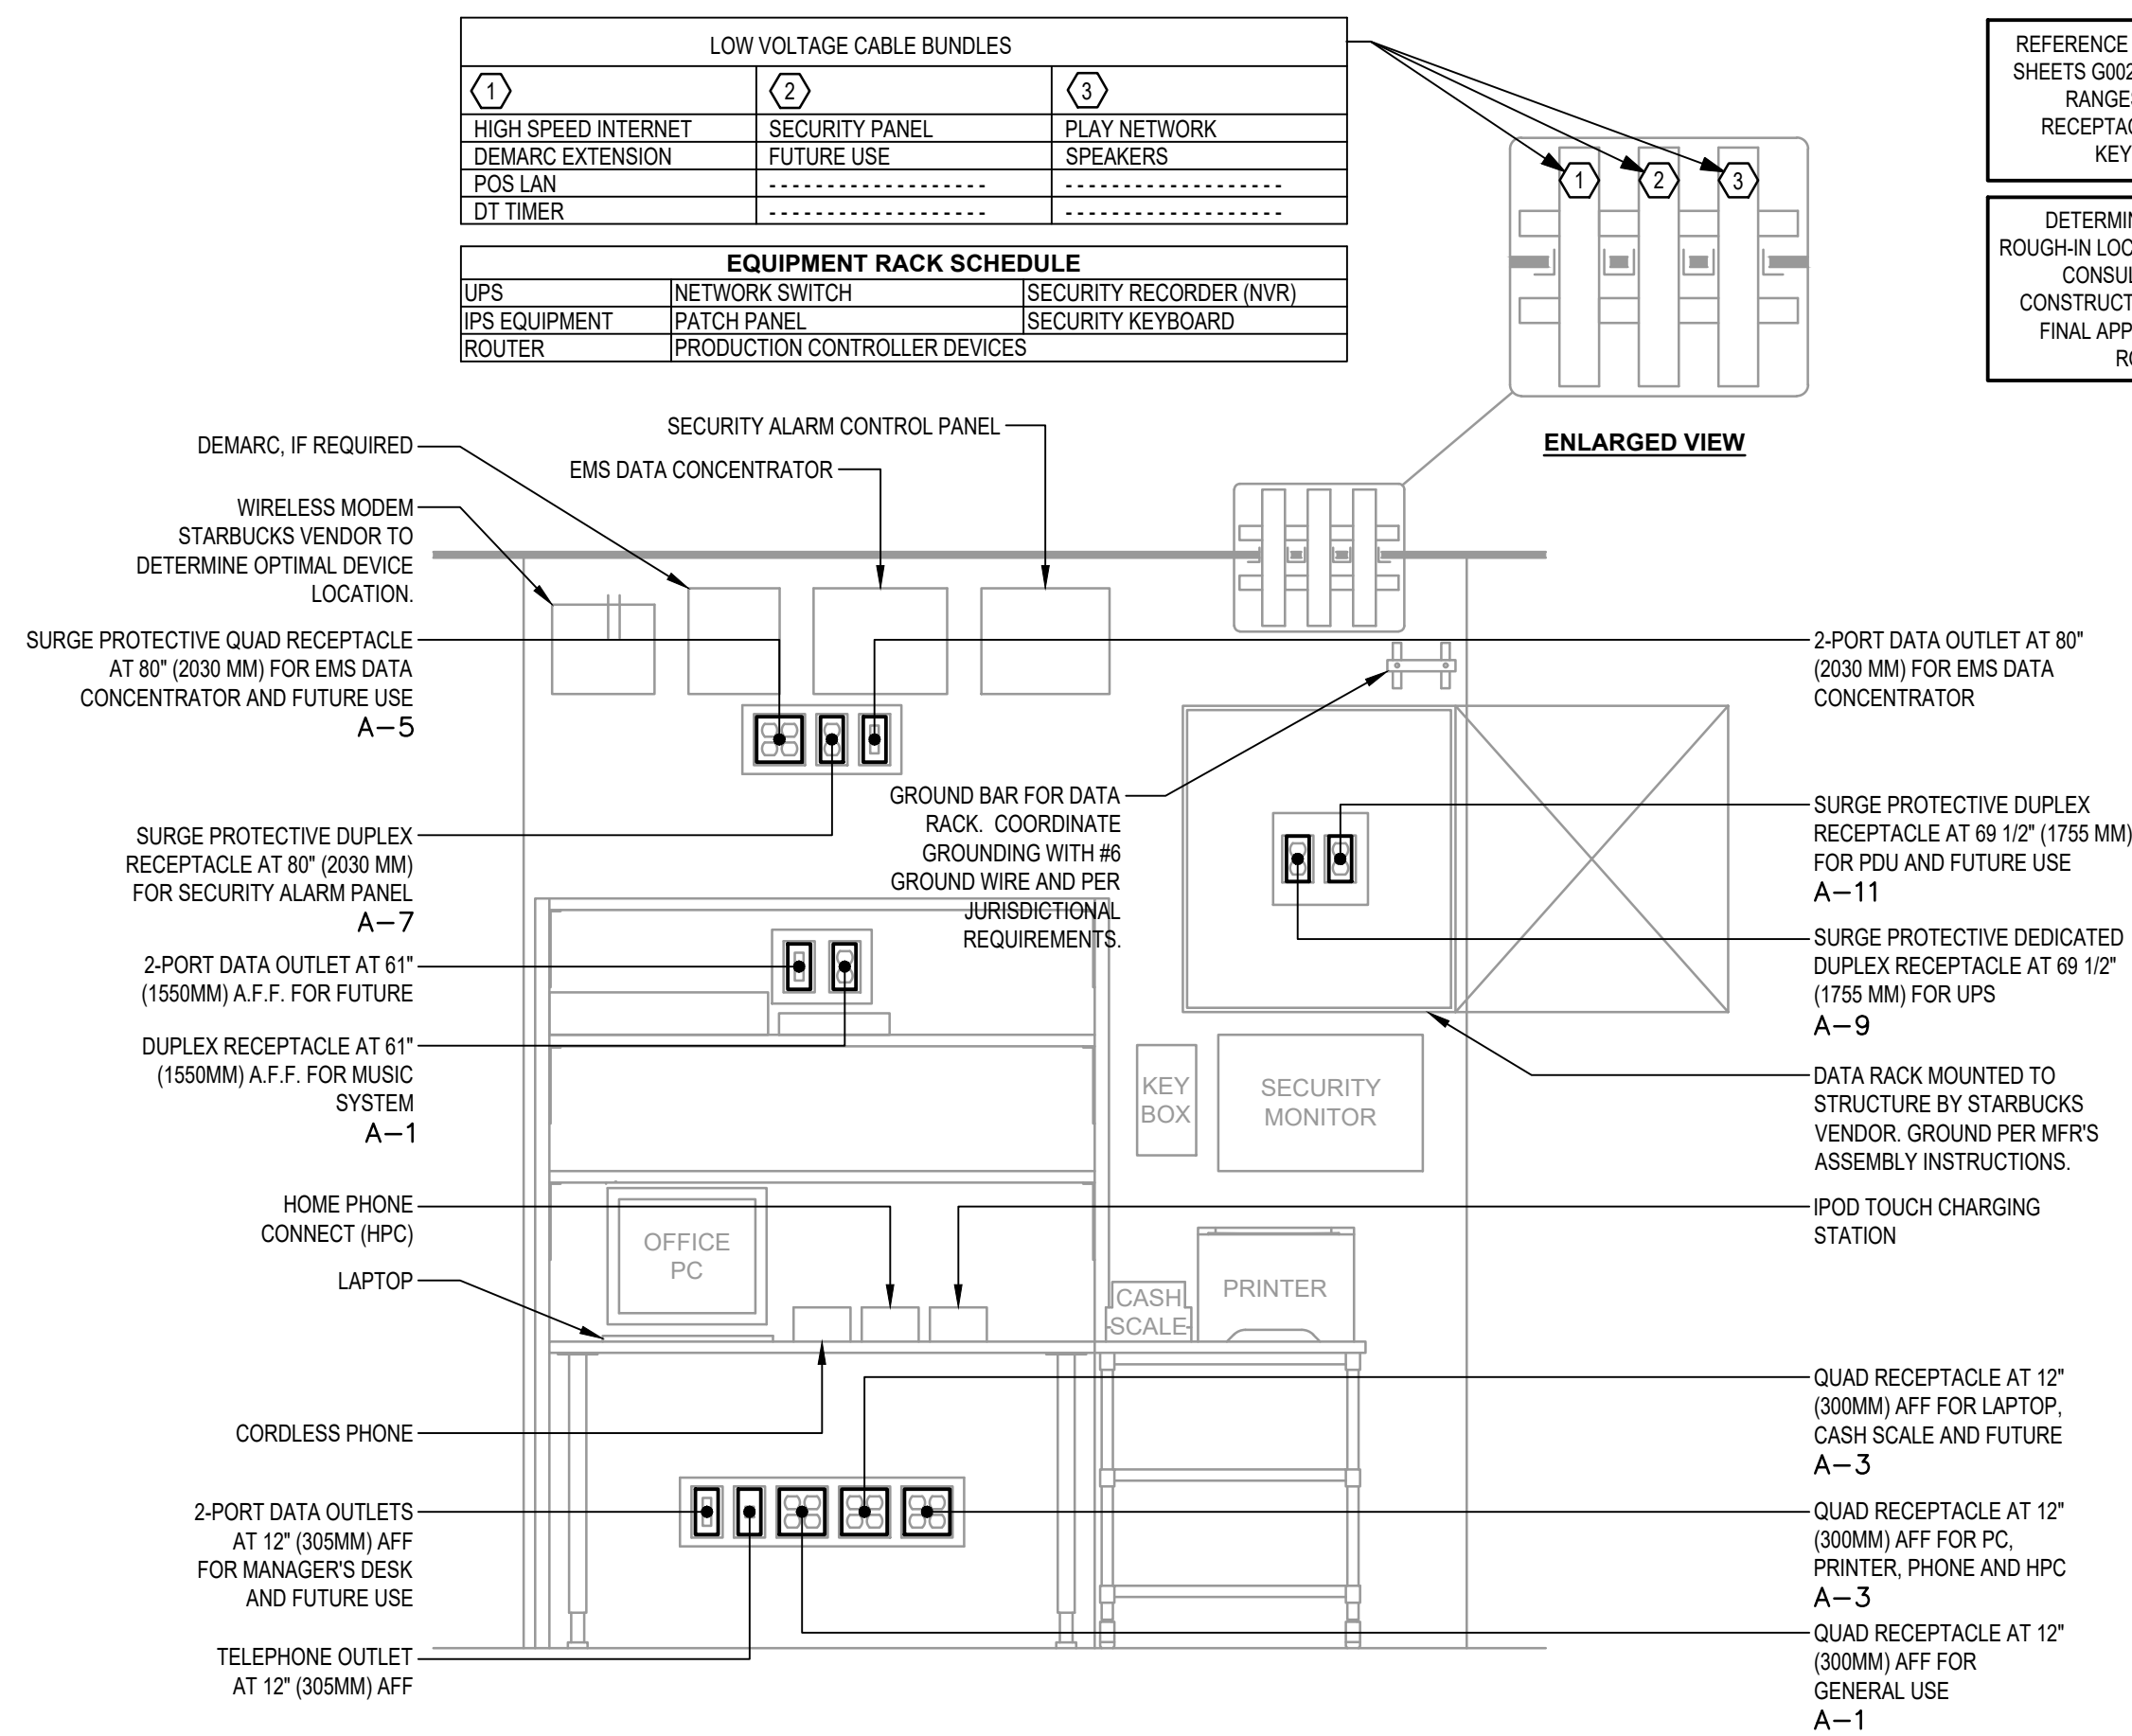 LOW VOLTAGE CABLE BUNDLES
1 2 3
HIGH SPEED INTERNET SECURITY PANEL PLAY NETWORK
DEMARC EXTENSION FUTURE USE SPEAKERS
POS LAN - - - - - - - - - - - - - - - - - - - - - - - - - - - - - - - - - - - -
DT TIMER - - - - - - - - - - - - - - - - - - - - - - - - - - - - - - - - - - - -
EQUIPMENT RACK SCHEDULE
UPS NETWORK SWITCH SECURITY RECORDER (NVR)
IPS EQUIPMENT PATCH PANEL SECURITY KEYBOARD
ROUTER PRODUCTION CONTROLLER DEVICES
1 2 3
ENLARGED VIEW
REFERENCE
SHEETS G002
KEY
CONSTRUCT
FINAL APP
DEMARC, IF REQUIRED
SECURITY ALARM CONTROL PANEL
EMS DATA CONCENTRATOR
WIRELESS MODEM
STARBUCKS VENDOR TO
DETERMINE OPTIMAL DEVICE
LOCATION.
SURGE PROTECTIVE QUAD RECEPTACLE
AT 80" (2030 MM) FOR EMS DATA
CONCENTRATOR AND FUTURE USE
A-5
SURGE PROTECTIVE DUPLEX
RECEPTACLE AT 80" (2030 MM)
FOR SECURITY ALARM PANEL
A-7
2-PORT DATA OUTLET AT 61"
(1550MM) A.F.F. FOR FUTURE
DUPLEX RECEPTACLE AT 61"
(1550MM) A.F.F. FOR MUSIC
SYSTEM
A-1
HOME PHONE
CONNECT (HPC)
LAPTOP
CORDLESS PHONE
2-PORT DATA OUTLETS
AT 12" (305MM) AFF
FOR MANAGER'S DESK
AND FUTURE USE
TELEPHONE OUTLET
AT 12" (305MM) AFF
GROUND BAR FOR DATA
RACK. COORDINATE
GROUNDING WITH #6
GROUND WIRE AND PER
JURISDICTIONAL
REQUIREMENTS.
KEY
BOX
SECURITY
MONITOR
OFFICE
PC
CASH
SCALE
PRINTER
2-PORT DATA OUTLET AT 80"
(2030 MM) FOR EMS DATA
CONCENTRATOR
SURGE PROTECTIVE DUPLEX
RECEPTACLE AT 69 1/2" (1755 MM)
FOR PDU AND FUTURE USE
A-11
SURGE PROTECTIVE DEDICATED
DUPLEX RECEPTACLE AT 69 1/2"
(1755 MM) FOR UPS
A-9
DATA RACK MOUNTED TO
STRUCTURE BY STARBUCKS
VENDOR. GROUND PER MFR'S
ASSEMBLY INSTRUCTIONS.
IPOD TOUCH CHARGING
STATION
QUAD RECEPTACLE AT 12"
(300MM) AFF FOR LAPTOP,
CASH SCALE AND FUTURE
A-3
QUAD RECEPTACLE AT 12"
(300MM) AFF FOR PC,
PRINTER, PHONE AND HPC
A-3
QUAD RECEPTACLE AT 12"
(300MM) AFF FOR
GENERAL USE
A-1